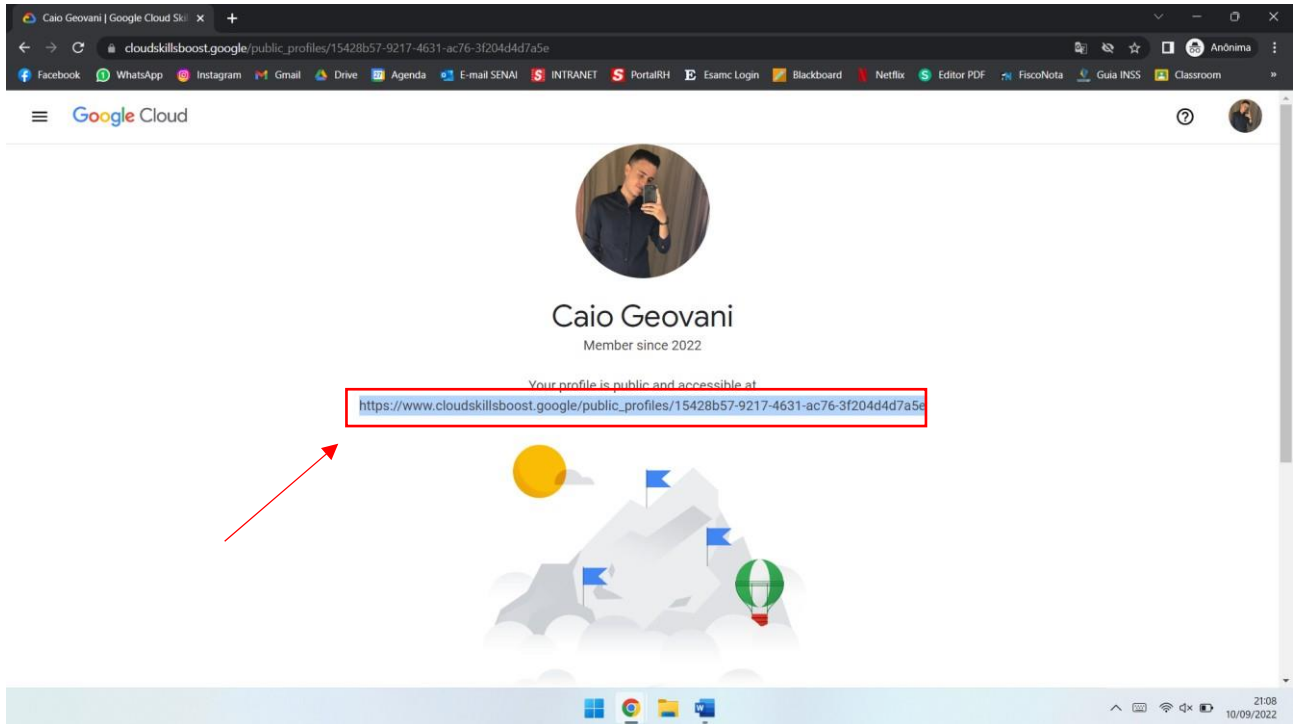 Caio Geovani | Google Cloud Skil
cloudskillsboost.google/public_profiles/15428b57-9217-4631-ac76-3f204d4d7a5e
Anônima
Facebook WhatsApp Instagram Gmail Drive Agenda E-mail SENAI INTRANET PortalRH Esamc Login Blackboard Netflix Editor PDF FiscoNota Guia INSS Classroom »
Google Cloud
Caio Geovani
Member since 2022
Your profile is public and accessible at
https://www.cloudskillsboost.google/public_profiles/15428b57-9217-4631-ac76-3f204d4d7a5e
21:08
10/09/2022